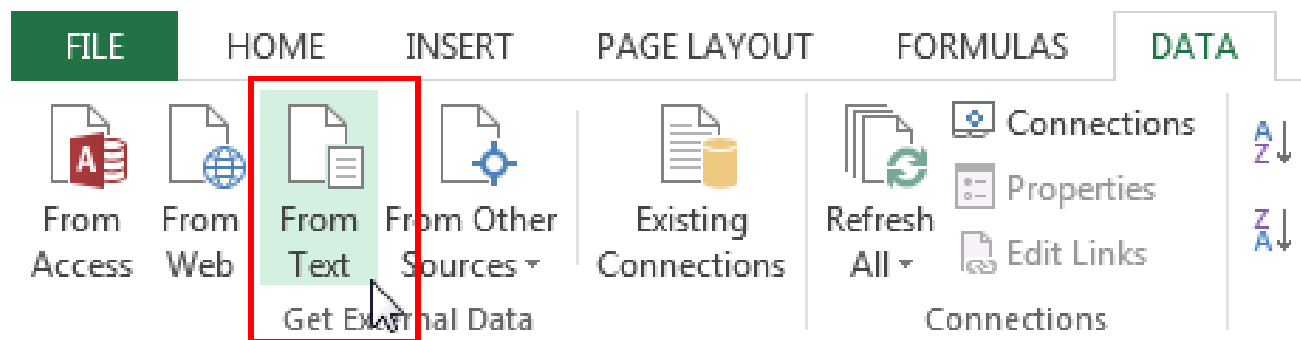 FILE HOME INSERT PAGE LAYOUT FORMULAS DATA
From Access
From Web
From Text
From Other Sources
Existing Connections
Refresh All
Connections
Properties
Edit Links
A
Z
Z
A
Get External Data
Connections